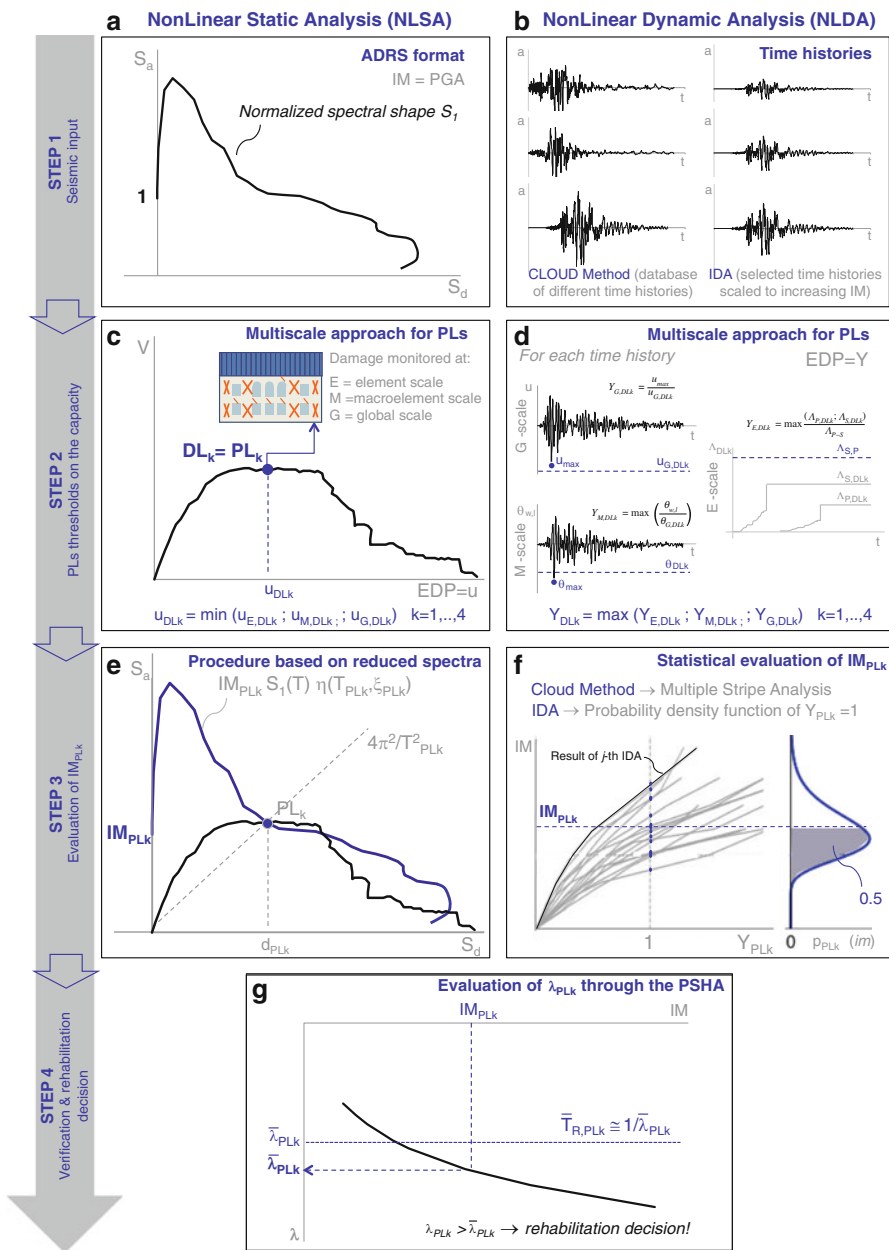 NonLinear Static Analysis (NLSA)
NonLinear Dynamic Analysis (NLDA)
STEP 1
Seismic input
a
ADRS format
IM = PGA
Sa
Normalized spectral shape S1
1
Sd
b
Time histories
a
t
a
t
a
t
a
t
a
t
a
t
CLOUD Method (database
of different time histories)
IDA (selected time histories
scaled to increasing IM)
STEP 2
PLs thresholds on the capacity
c
Multiscale approach for PLs
V
Damage monitored at:
E = element scale
M =macroelement scale
G = global scale
DLk= PLk
uDLk
EDP=u
uDLk = min (uE,DLk ; uM,DLk ; ; uG,DLk) k=1,..,4
d
Multiscale approach for PLs
For each time history
EDP=Y
G -scale
u
YG,DLk = umax / uG,DLk
t
umax
uG,DLk
YE,DLk = max (ΛP,DLk ; ΛS,DLk) / ΛP−S
E -scale
ΛDLk
ΛS,P
ΛS,DLk
ΛP,DLk
t
M -scale
θw,l
YM,DLk = max (θw,l / θG,DLk)
t
θDLk
θmax
YDLk = max (YE,DLk ; YM,DLk ; ; YG,DLk) k=1,..,4
STEP 3
Evaluation of IMPLk
e
Procedure based on reduced spectra
Sa
IMPLk S1(T) η(TPLk,ξPLk)
4π²/T²PLk
PLk
IMPLk
dPLk
Sd
f
Statistical evaluation of IMPLk
Cloud Method → Multiple Stripe Analysis
IDA → Probability density function of YPLk =1
IM
Result of j-th IDA
IMPLk
0.5
1
YPLk
0
pPLk (im)
STEP 4
Verification & rehabilitation
decision
g
Evaluation of λPLk through the PSHA
IMPLk
IM
λ̅PLk
T̅R,PLk ≅ 1/λ̅PLk
λ̅PLk
λ
λPLk > λ̅PLk → rehabilitation decision!